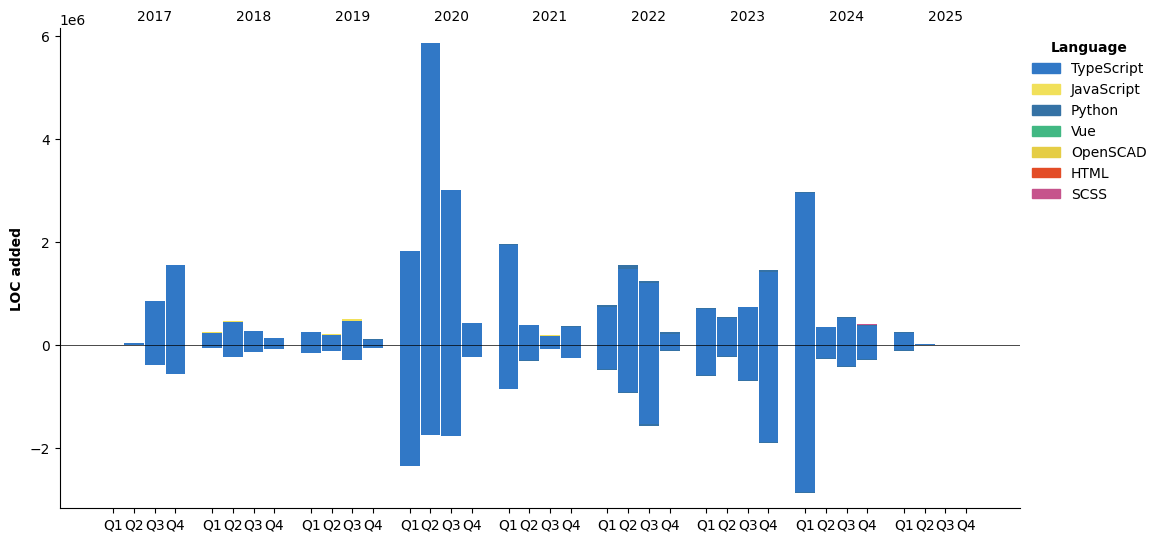 2017 2018 2019 2020 2021 2022 2023 2024 2025
1e6
6
4
2
0
−2
LOC added
Q1 Q2 Q3 Q4 Q1 Q2 Q3 Q4 Q1 Q2 Q3 Q4 Q1 Q2 Q3 Q4 Q1 Q2 Q3 Q4 Q1 Q2 Q3 Q4 Q1 Q2 Q3 Q4 Q1 Q2 Q3 Q4 Q1 Q2 Q3 Q4
Language
TypeScript
JavaScript
Python
Vue
OpenSCAD
HTML
SCSS